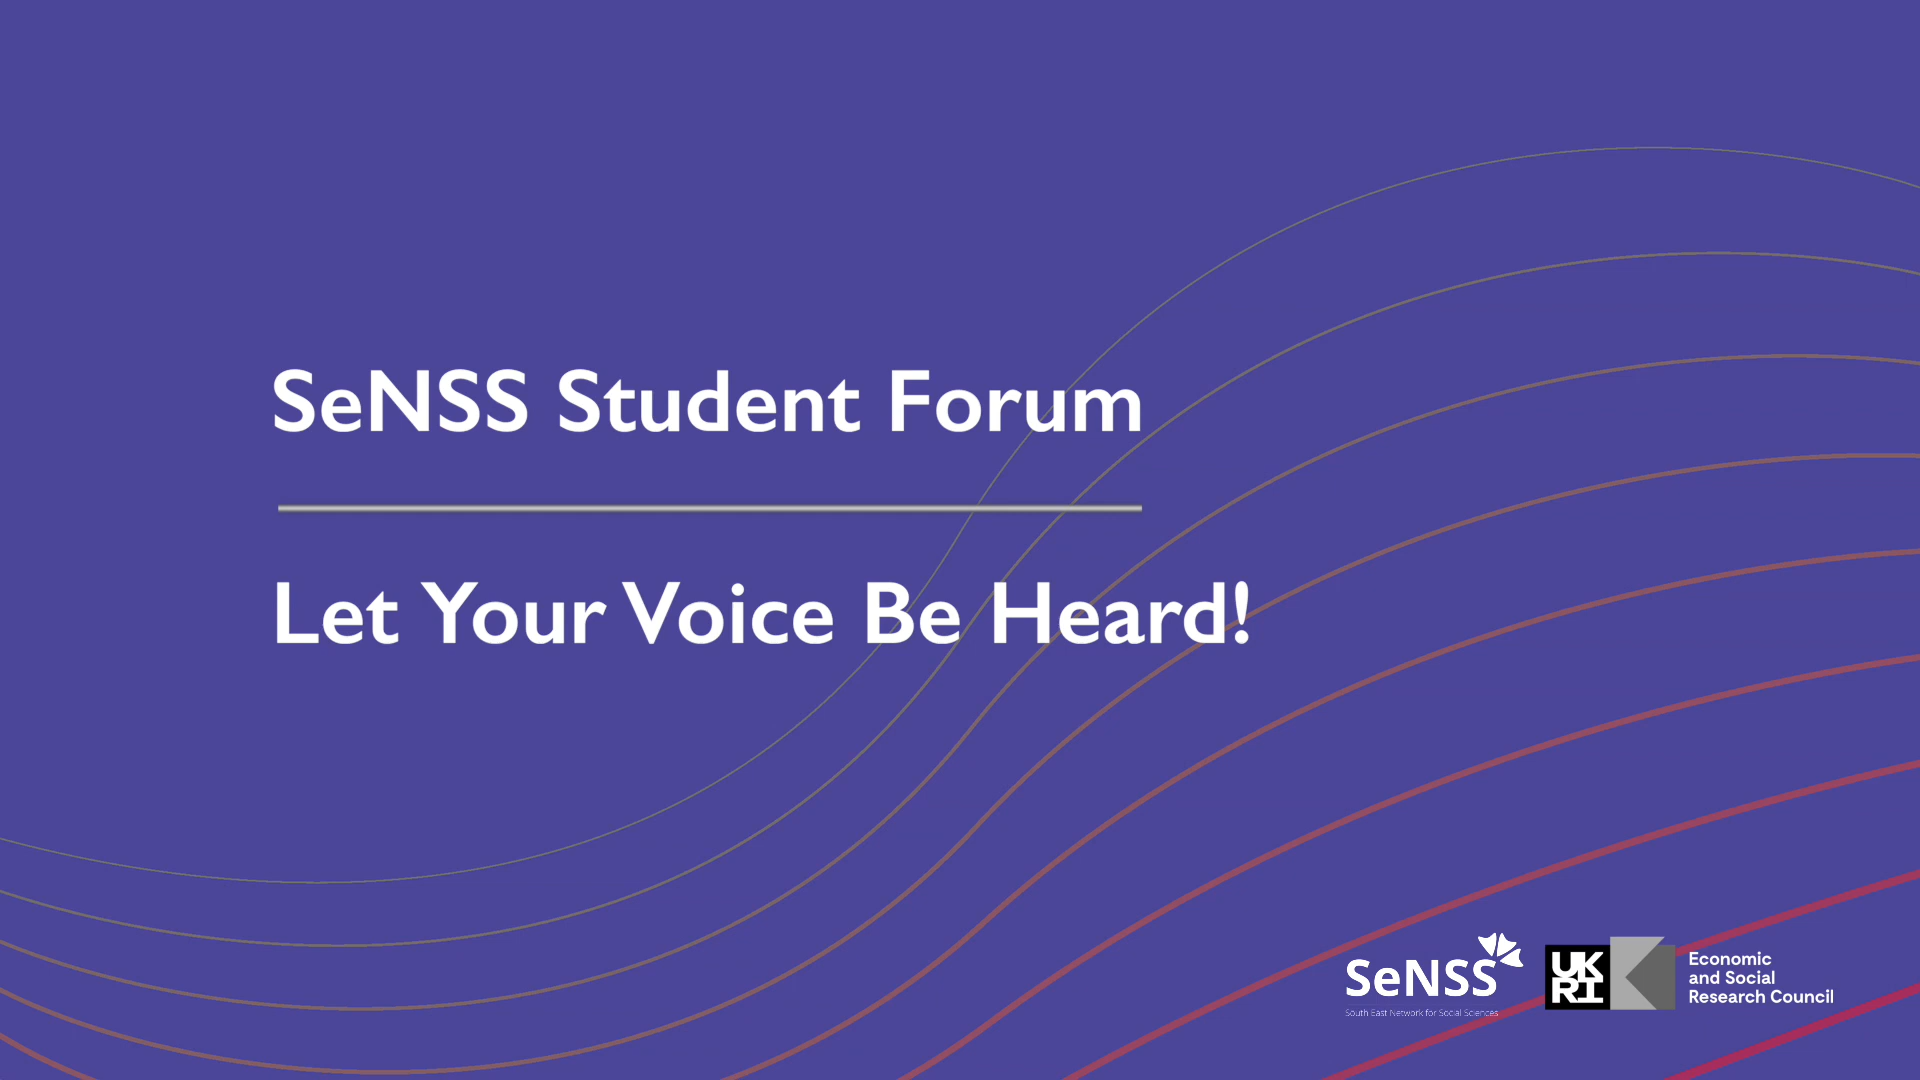 SeNSS Student Forum
Let Your Voice Be Heard!
SeNSS
South East Network for Social Sciences
UK
RI
Economic
and Social
Research Council